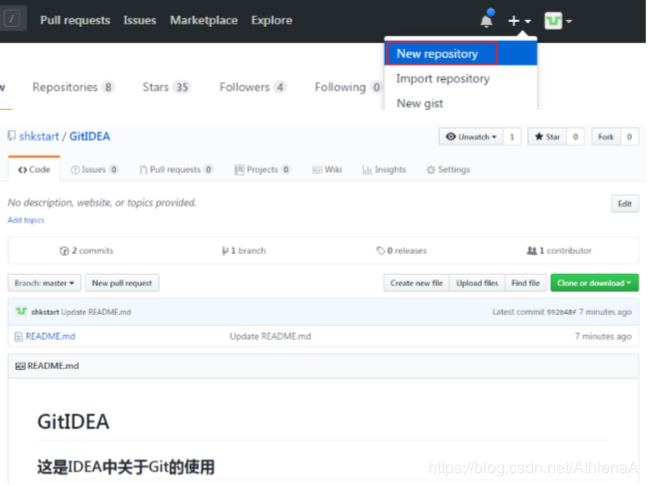 / Pull requests Issues Marketplace Explore
New repository
Import repository
New gist
w Repositories 8 Stars 35 Followers 4 Following 0
shkstart / GitIDEA Unwatch 1 Star 0 Fork 0
Code Issues 0 Pull requests 0 Projects 0 Wiki Insights Settings
No description, website, or topics provided. Edit
Add topics
2 commits 1 branch 0 releases 1 contributor
Branch: master New pull request Create new file Upload files Find file Clone or download
shkstart Update README.md Latest commit 992b48f 7 minutes ago
README.md Update README.md 7 minutes ago
README.md
GitIDEA
这是IDEA中关于Git的使用
https://blog.csdn.net/AthlenaA